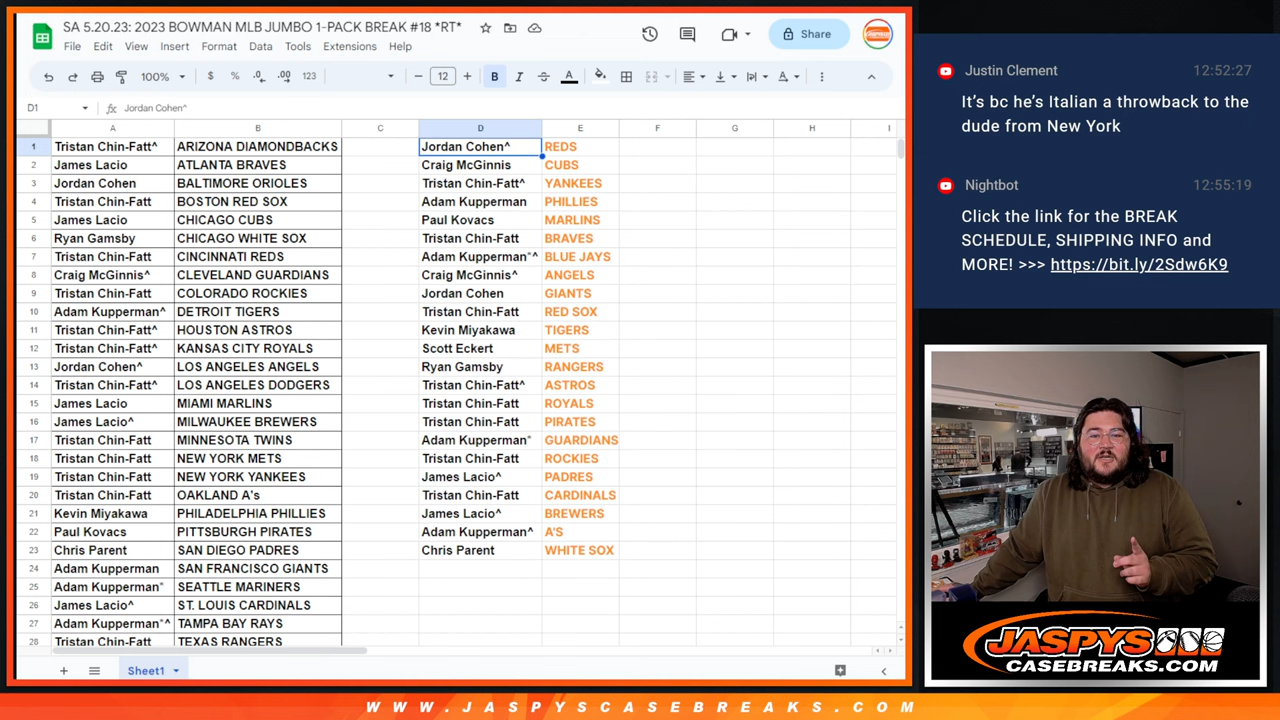 SA 5.20.23: 2023 BOWMAN MLB JUMBO 1-PACK BREAK #18 *RT*
File Edit View Insert Format Data Tools Extensions Help
Share
100% $ % .0 .00 123 12 B I A
D1 fx Jordan Cohen^
A B C D E F G H I
1 Tristan Chin-Fatt^ ARIZONA DIAMONDBACKS Jordan Cohen^ REDS
2 James Lacio ATLANTA BRAVES Craig McGinnis CUBS
3 Jordan Cohen BALTIMORE ORIOLES Tristan Chin-Fatt^ YANKEES
4 Tristan Chin-Fatt BOSTON RED SOX Adam Kupperman PHILLIES
5 James Lacio CHICAGO CUBS Paul Kovacs MARLINS
6 Ryan Gamsby CHICAGO WHITE SOX Tristan Chin-Fatt BRAVES
7 Tristan Chin-Fatt CINCINNATI REDS Adam Kupperman*^ BLUE JAYS
8 Craig McGinnis^ CLEVELAND GUARDIANS Craig McGinnis^ ANGELS
9 Tristan Chin-Fatt COLORADO ROCKIES Jordan Cohen GIANTS
10 Adam Kupperman^ DETROIT TIGERS Tristan Chin-Fatt RED SOX
11 Tristan Chin-Fatt^ HOUSTON ASTROS Kevin Miyakawa TIGERS
12 Tristan Chin-Fatt^ KANSAS CITY ROYALS Scott Eckert METS
13 Jordan Cohen^ LOS ANGELES ANGELS Ryan Gamsby RANGERS
14 Tristan Chin-Fatt^ LOS ANGELES DODGERS Tristan Chin-Fatt^ ASTROS
15 James Lacio MIAMI MARLINS Tristan Chin-Fatt ROYALS
16 James Lacio^ MILWAUKEE BREWERS Tristan Chin-Fatt PIRATES
17 Tristan Chin-Fatt MINNESOTA TWINS Adam Kupperman* GUARDIANS
18 Tristan Chin-Fatt NEW YORK METS Tristan Chin-Fatt ROCKIES
19 Tristan Chin-Fatt NEW YORK YANKEES James Lacio^ PADRES
20 Tristan Chin-Fatt OAKLAND A's Tristan Chin-Fatt CARDINALS
21 Kevin Miyakawa PHILADELPHIA PHILLIES James Lacio^ BREWERS
22 Paul Kovacs PITTSBURGH PIRATES Adam Kupperman^ A'S
23 Chris Parent SAN DIEGO PADRES Chris Parent WHITE SOX
24 Adam Kupperman SAN FRANCISCO GIANTS
25 Adam Kupperman* SEATTLE MARINERS
26 James Lacio^ ST. LOUIS CARDINALS
27 Adam Kupperman*^ TAMPA BAY RAYS
28 Tristan Chin-Fatt TEXAS RANGERS
Sheet1
Justin Clement 12:52:27
It's bc he's Italian a throwback to the
dude from New York
Nightbot 12:55:19
Click the link for the BREAK
SCHEDULE, SHIPPING INFO and
MORE! >>> https://bit.ly/2Sdw6K9
JASPYS
CASEBREAKS.COM
WWW.JASPYSCASEBREAKS.COM